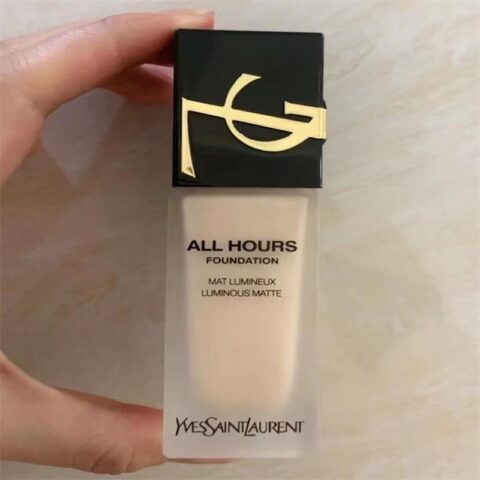 ALL HOURS
FOUNDATION
MAT LUMINEUX
LUMINOUS MATTE
YVESSAINTLAURENT